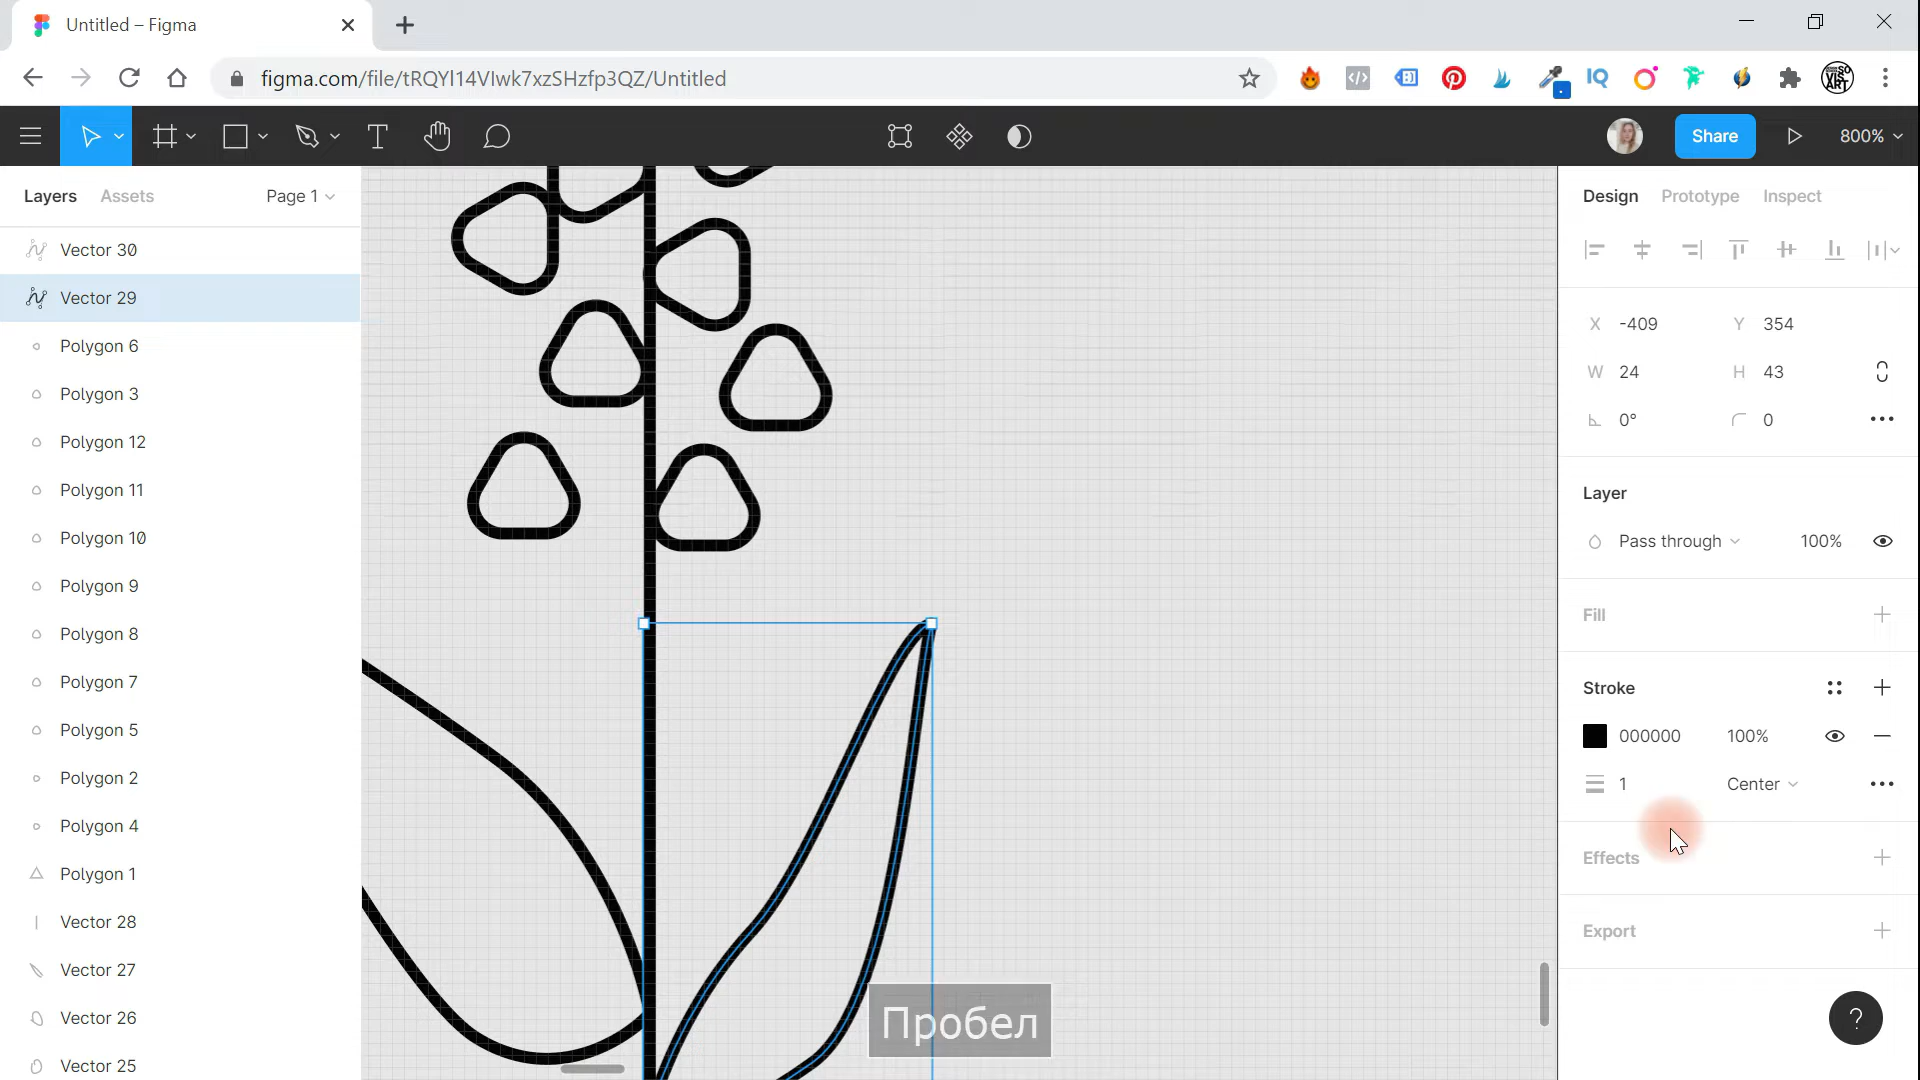 Untitled – Figma
figma.com/file/tRQYl14VIwk7xzSHzfp3QZ/Untitled
Share
800%
Layers
Assets
Page 1
Design
Prototype
Inspect
Vector 30
Vector 29
Polygon 6
Polygon 3
Polygon 12
Polygon 11
Polygon 10
Polygon 9
Polygon 8
Polygon 7
Polygon 5
Polygon 2
Polygon 4
Polygon 1
Vector 28
Vector 27
Vector 26
Vector 25
X -409 Y 354
W 24 H 43
0° 0
Layer
Pass through 100%
Fill
Stroke
000000 100%
1 Center
Effects
Export
?
Пробел